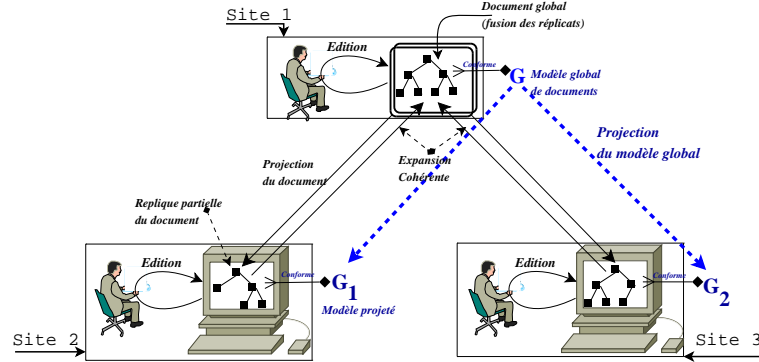 Site 1
Document global
(fusion des réplicats)
Edition
Conforme
G
Modèle global
de documents
Projection
du modèle global
Projection
du document
Expansion
Cohérente
Replique partielle
du document
Edition
Conforme
G1
Modèle projeté
Edition
Conforme
G2
Site 2
Site 3